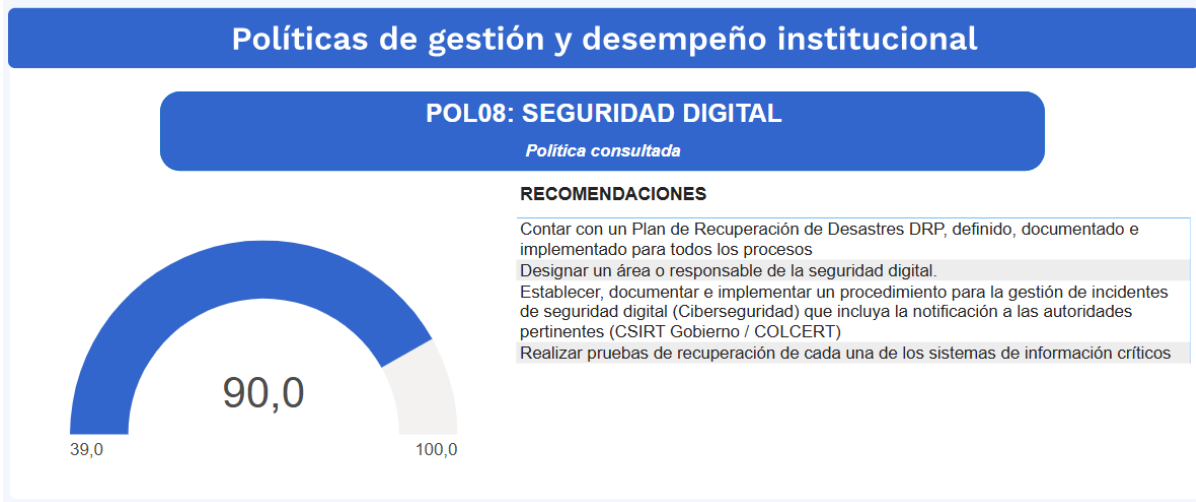 Políticas de gestión y desempeño institucional
POL08: SEGURIDAD DIGITAL
Política consultada
RECOMENDACIONES
Contar con un Plan de Recuperación de Desastres DRP, definido, documentado e
implementado para todos los procesos
Designar un área o responsable de la seguridad digital.
Establecer, documentar e implementar un procedimiento para la gestión de incidentes
de seguridad digital (Ciberseguridad) que incluya la notificación a las autoridades
pertinentes (CSIRT Gobierno / COLCERT)
Realizar pruebas de recuperación de cada una de los sistemas de información críticos
90,0
39,0
100,0